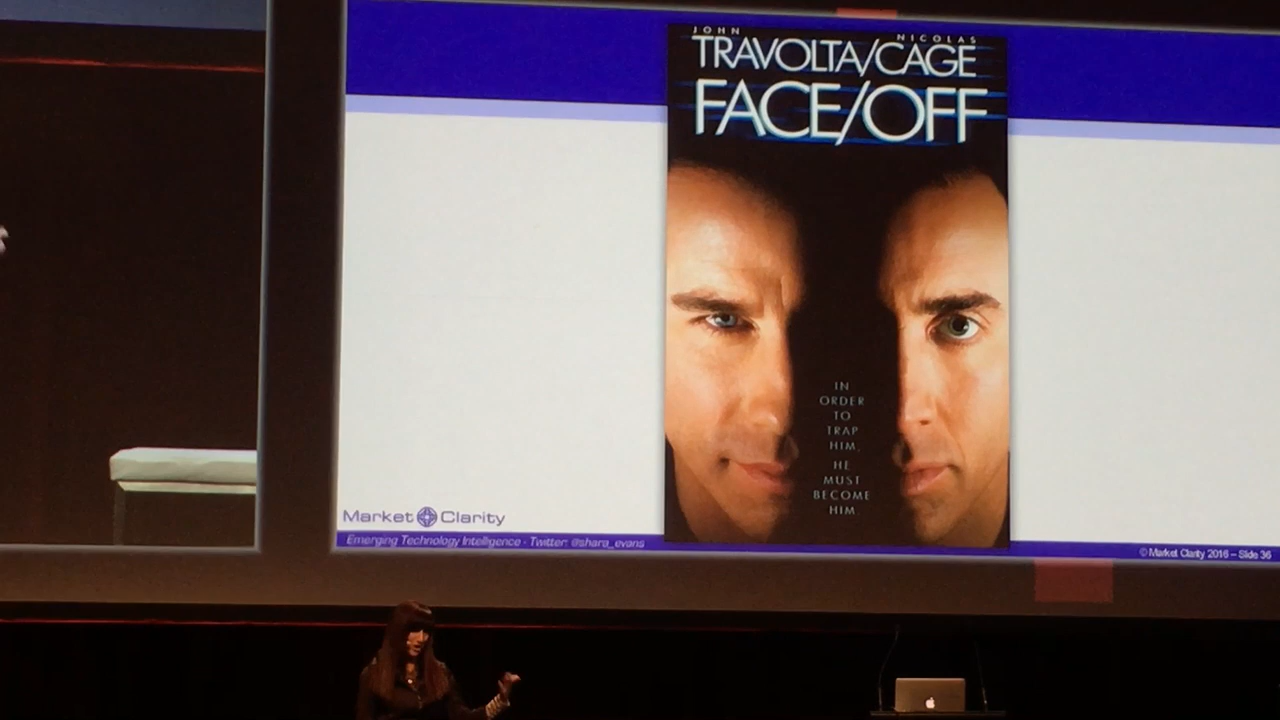 JOHN NICOLAS
TRAVOLTA/CAGE
FACE/OFF
IN
ORDER
TO
TRAP
HIM,
HE
MUST
BECOME
HIM.
Market Clarity
Emerging Technology Intelligence - Twitter: @shara_evans
© Market Clarity 2016 – Slide 36